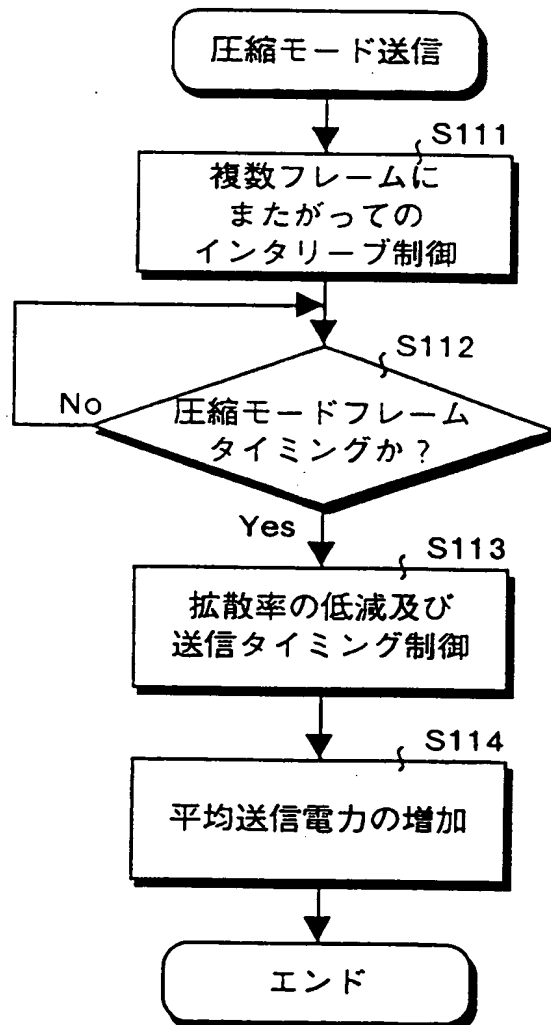 圧縮モード送信
S111
複数フレームに
またがっての
インタリーブ制御
S112
No
圧縮モードフレーム
タイミングか?
Yes
S113
拡散率の低減及び
送信タイミング制御
S114
平均送信電力の増加
エンド